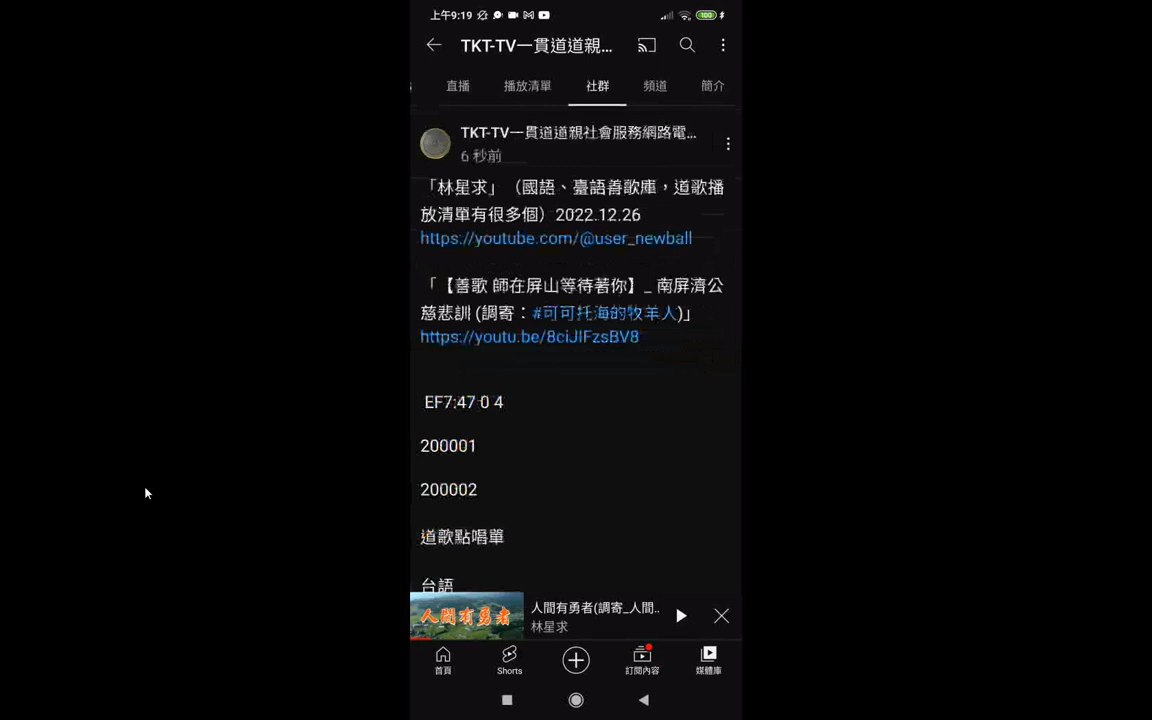 上午9:19
100
TKT-TV一貫道道親...
直播 播放清單 社群 頻道 簡介
TKT-TV一貫道道親社會服務網路電...
6 秒前
「林星求」（國語、臺語善歌庫，道歌播
放清單有很多個）2022.12.26
https://youtube.com/@user_newball
「【善歌 師在屏山等待著你】_ 南屏濟公
慈悲訓 (調寄：#可可托海的牧羊人)」
https://youtu.be/8ciJIFzsBV8
EF7:47 0 4
200001
200002
道歌點唱單
台語
人間有勇者
人間有勇者(調寄_人間..
林星求
首頁 Shorts 訂閱內容 媒體庫